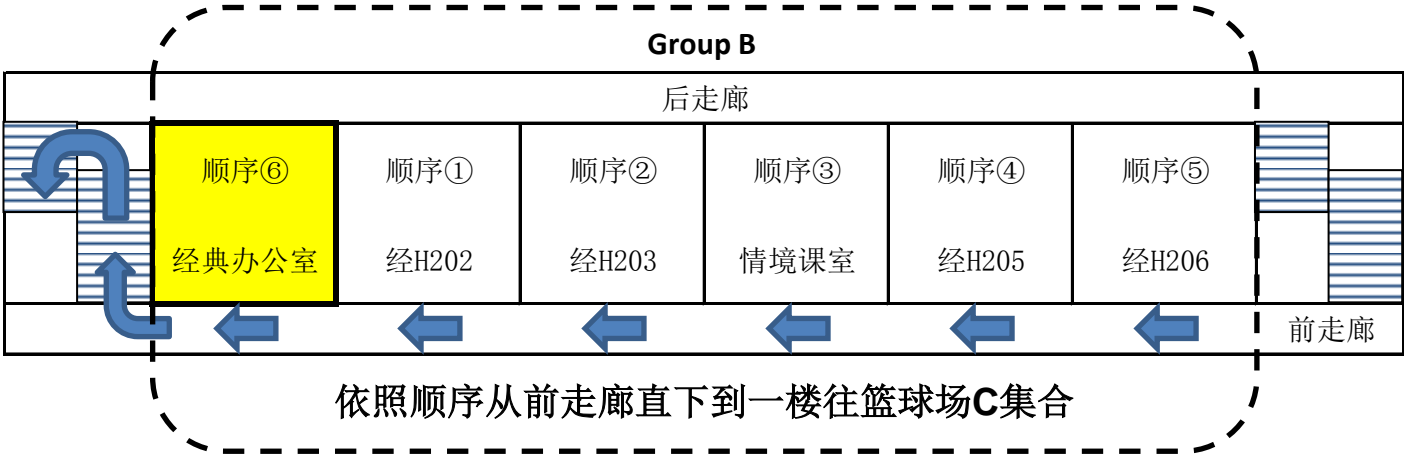 Group B
后走廊
顺序⑥ 顺序① 顺序② 顺序③ 顺序④ 顺序⑤
经典办公室 经H202 经H203 情境课室 经H205 经H206
前走廊
依照顺序从前走廊直下到一楼往篮球场C集合